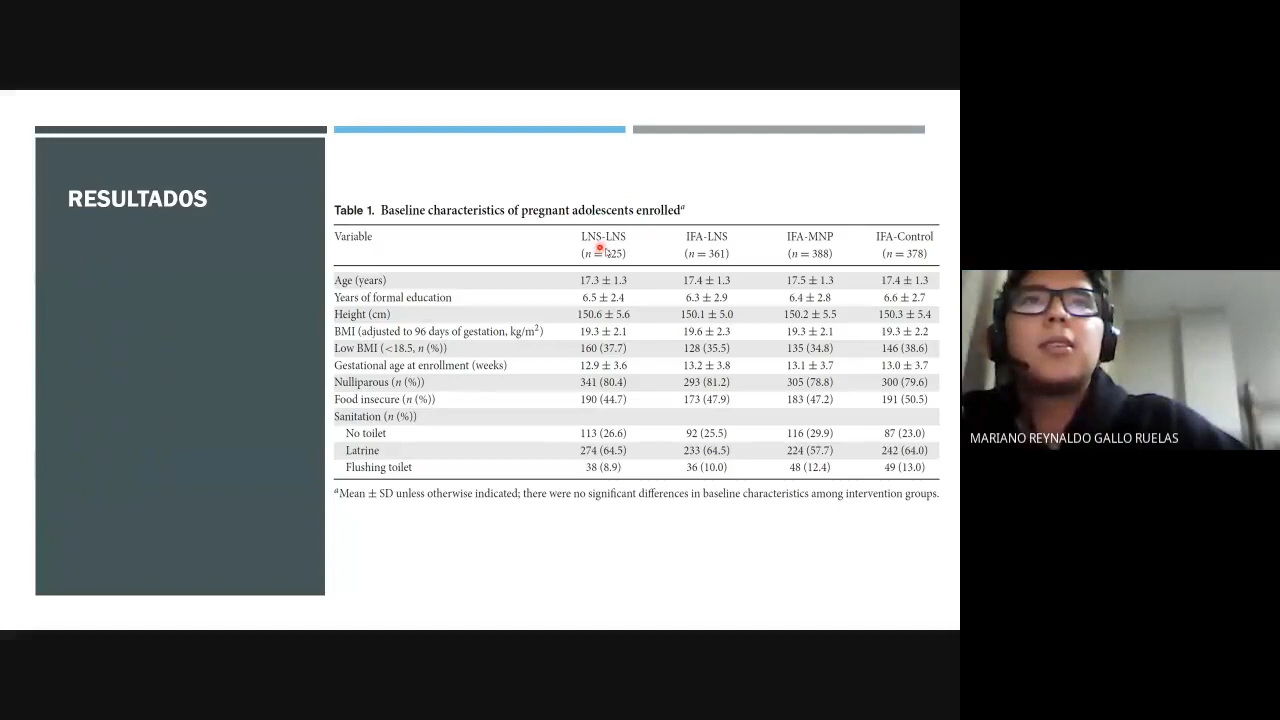 RESULTADOS
Table 1. Baseline characteristics of pregnant adolescents enrolledᵃ
Variable LNS-LNS IFA-LNS IFA-MNP IFA-Control
(n = 425) (n = 361) (n = 388) (n = 378)
Age (years) 17.3 ± 1.3 17.4 ± 1.3 17.5 ± 1.3 17.4 ± 1.3
Years of formal education 6.5 ± 2.4 6.3 ± 2.9 6.4 ± 2.8 6.6 ± 2.7
Height (cm) 150.6 ± 5.6 150.1 ± 5.0 150.2 ± 5.5 150.3 ± 5.4
BMI (adjusted to 96 days of gestation, kg/m²) 19.3 ± 2.1 19.6 ± 2.3 19.3 ± 2.1 19.3 ± 2.2
Low BMI (<18.5, n (%)) 160 (37.7) 128 (35.5) 135 (34.8) 146 (38.6)
Gestational age at enrollment (weeks) 12.9 ± 3.6 13.2 ± 3.8 13.1 ± 3.7 13.0 ± 3.7
Nulliparous (n (%)) 341 (80.4) 293 (81.2) 305 (78.8) 300 (79.6)
Food insecure (n (%)) 190 (44.7) 173 (47.9) 183 (47.2) 191 (50.5)
Sanitation (n (%))
No toilet 113 (26.6) 92 (25.5) 116 (29.9) 87 (23.0)
Latrine 274 (64.5) 233 (64.5) 224 (57.7) 242 (64.0)
Flushing toilet 38 (8.9) 36 (10.0) 48 (12.4) 49 (13.0)
ᵃMean ± SD unless otherwise indicated; there were no significant differences in baseline characteristics among intervention groups.
MARIANO REYNALDO GALLO RUELAS